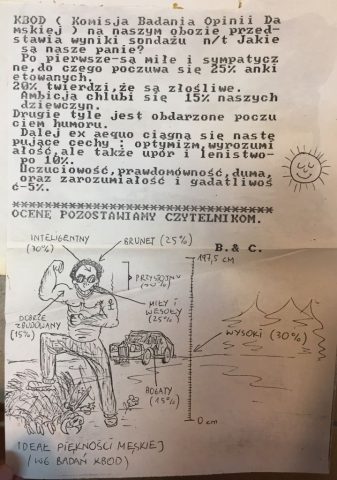 KBOD ( Komisja Badania Opinii Da
mskiej ) na naszym obozie przed-
stawia wyniki sondażu n/t Jakie
są nasze panie?
Po pierwsze-są miłe i sympatycz
ne,do czego poczuwa się 25% anki
etowanych.
20% twierdzi,że są złośliwe.
Ambicją chlubi się 15% naszych
dziewczyn.
Drugie tyle jest obdarzone poczu
ciem humoru.
Dalej ex aequo ciągną się nastę
pujące cechy : optymizm,wyrozumi
ałość,ale także upór i lenistwo-
po 10%.
Uczuciowość,prawdomówność,duma,
oraz zarozumiałość i gadatliwoś
ć-5%.
********************************
OCENĘ POZOSTAWIAMY CZYTELNIKOM.
B. & C.
INTELIGENTNY
(30%)
BRUNET (25%)
197,5 cm
PRZYSTOJNY
MIŁY I
WESOŁY
(25%)
DOBRZE
ZBUDOWANY
(15%)
WYSOKI (30%)
BOGATY
(15%)
0 cm
IDEAŁ PIĘKNOŚCI MĘSKIEJ
/WG BADAŃ KBOD/